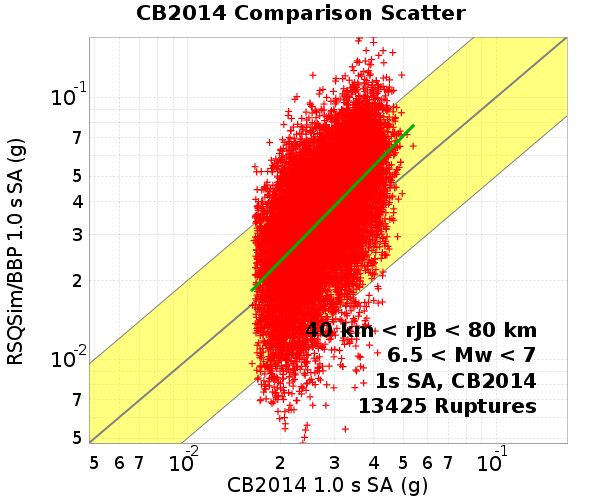 CB2014 Comparison Scatter
RSQSim/BBP 1.0 s SA (g)
10-1
7
5
4
3
2
10-2
7
5
40 km < rJB < 80 km
6.5 < Mw < 7
1s SA, CB2014
13425 Ruptures
5 6 7 10-2 2 3 4 5 6 7 10-1
CB2014 1.0 s SA (g)